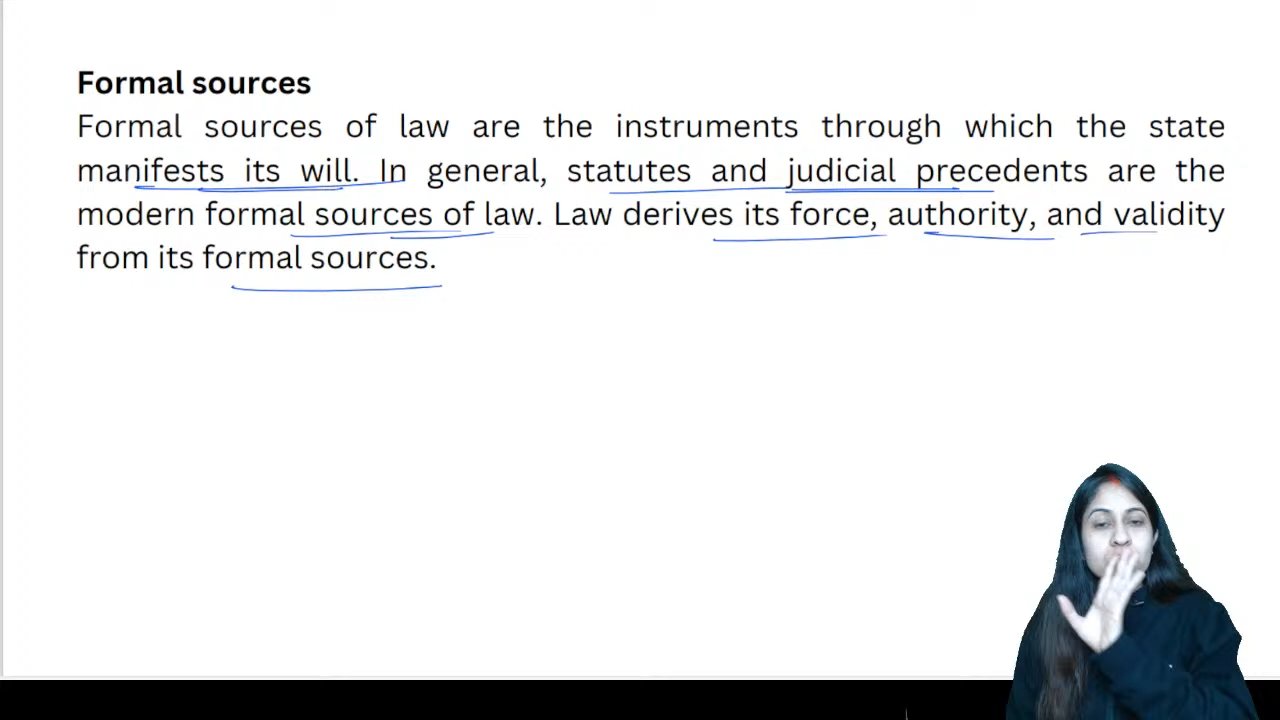 Formal sources
Formal sources of law are the instruments through which the state
manifests its will. In general, statutes and judicial precedents are the
modern formal sources of law. Law derives its force, authority, and validity
from its formal sources.